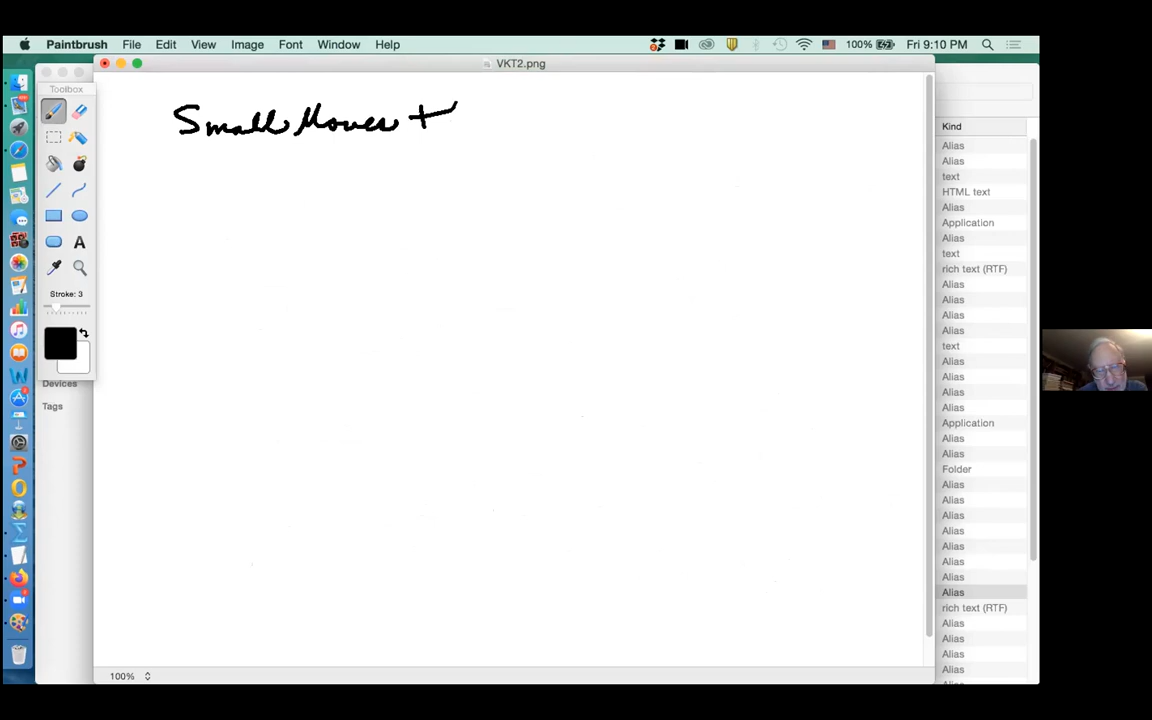 Paintbrush File Edit View Image Font Window Help 100% Fri 9:10 PM
VKT2.png
Toolbox
Small Moves +
Stroke: 3
Devices
Tags
100%
Kind
Alias
Alias
text
HTML text
Alias
Application
Alias
text
rich text (RTF)
Alias
Alias
Alias
Alias
text
Alias
Alias
Alias
Alias
Application
Alias
Alias
Folder
Alias
Alias
Alias
Alias
Alias
Alias
Alias
Alias
rich text (RTF)
Alias
Alias
Alias
Alias
Alias